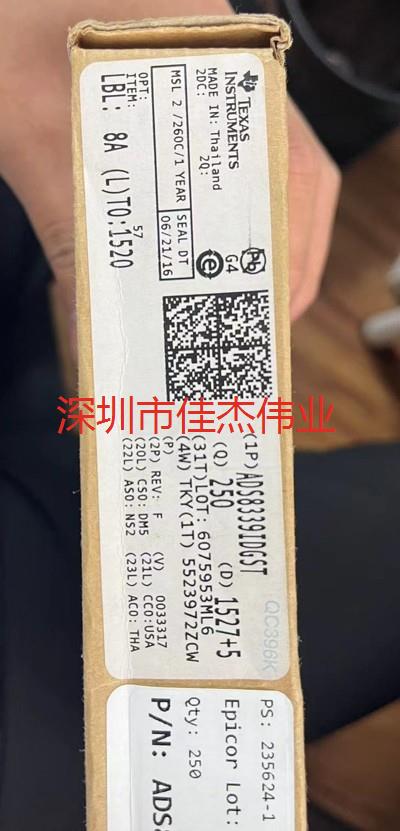 TEXAS
INSTRUMENTS
MADE IN: Thailand
2DC: 2Q:
MSL 2 /260C/1 YEAR
SEAL DT
06/21/16
OPT:
ITEM: 57
LBL: 8A (L)TO:1520
Pb
G4
(1P)ADS8339IDGST
(Q) 250 (D) 1527+5
(31T)LOT: 6075953ML6
(4W) TKY(1T) 5523972ZCW
(P)
(2P) REV: F (V) 0033317
(20L) CSO: DM5 (21L) CCO:USA
(22L) ASO: NS2 (23L) ACO: THA
QC396K
深圳市佳杰伟业
PS: 235624-1
Epicor Lot:
Qty: 250
P/N: ADS